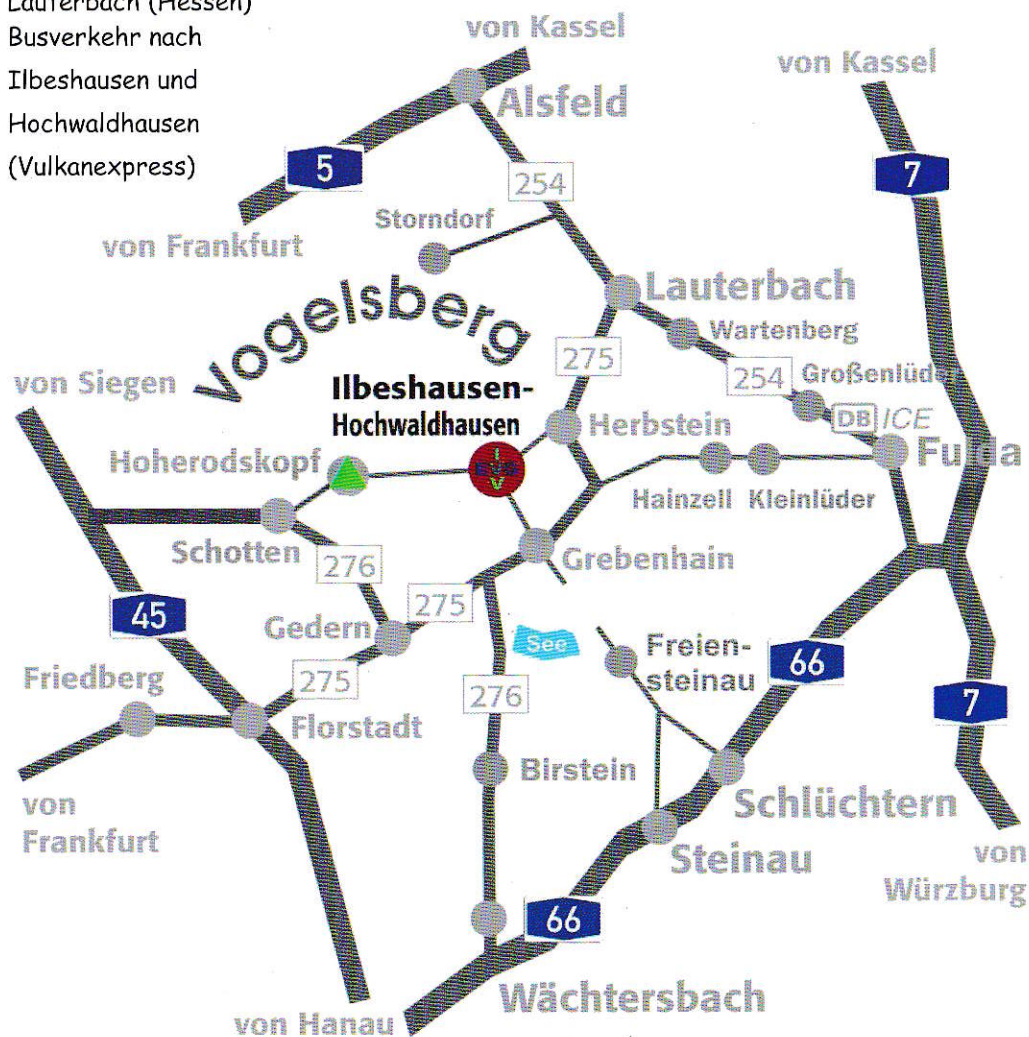 Lauterbach (Hessen)
Busverkehr nach
Ilbeshausen und
Hochwaldhausen
(Vulkanexpress)
von Kassel
von Kassel
Alsfeld
5
7
254
Storndorf
von Frankfurt
Vogelsberg
Lauterbach
Wartenberg
275
254
Großenlüder
von Siegen
Ilbeshausen-
Hochwaldhausen
DB ICE
Herbstein
Fulda
Hoherodskopf
Hainzell
Kleinlüder
Schotten
Grebenhain
276
275
45
Gedern
See
Freien-
steinau
66
Friedberg
275
276
7
Florstadt
Birstein
von
Frankfurt
Schlüchtern
Steinau
von
Würzburg
66
Wächtersbach
von Hanau